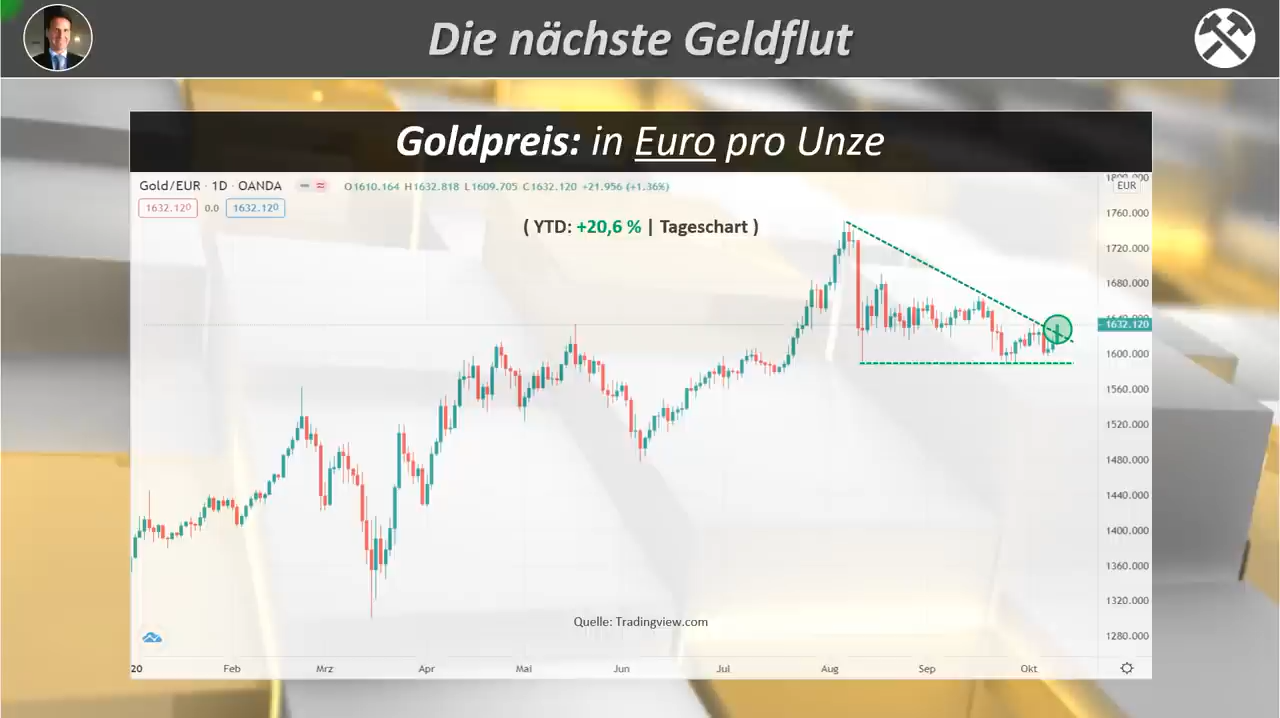 Die nächste Geldflut
Goldpreis: in Euro pro Unze
Gold/EUR · 1D · OANDA
O1610.164 H1632.818 L1609.705 C1632.120 +21.956 (+1.36%)
1632.120 0.0 1632.120
( YTD: +20,6 % | Tageschart )
EUR
1760.000
1720.000
1680.000
1632.120
1600.000
1560.000
1520.000
1480.000
1440.000
1400.000
1360.000
1320.000
1280.000
Quelle: Tradingview.com
20 Feb Mrz Apr Mai Jun Jul Aug Sep Okt